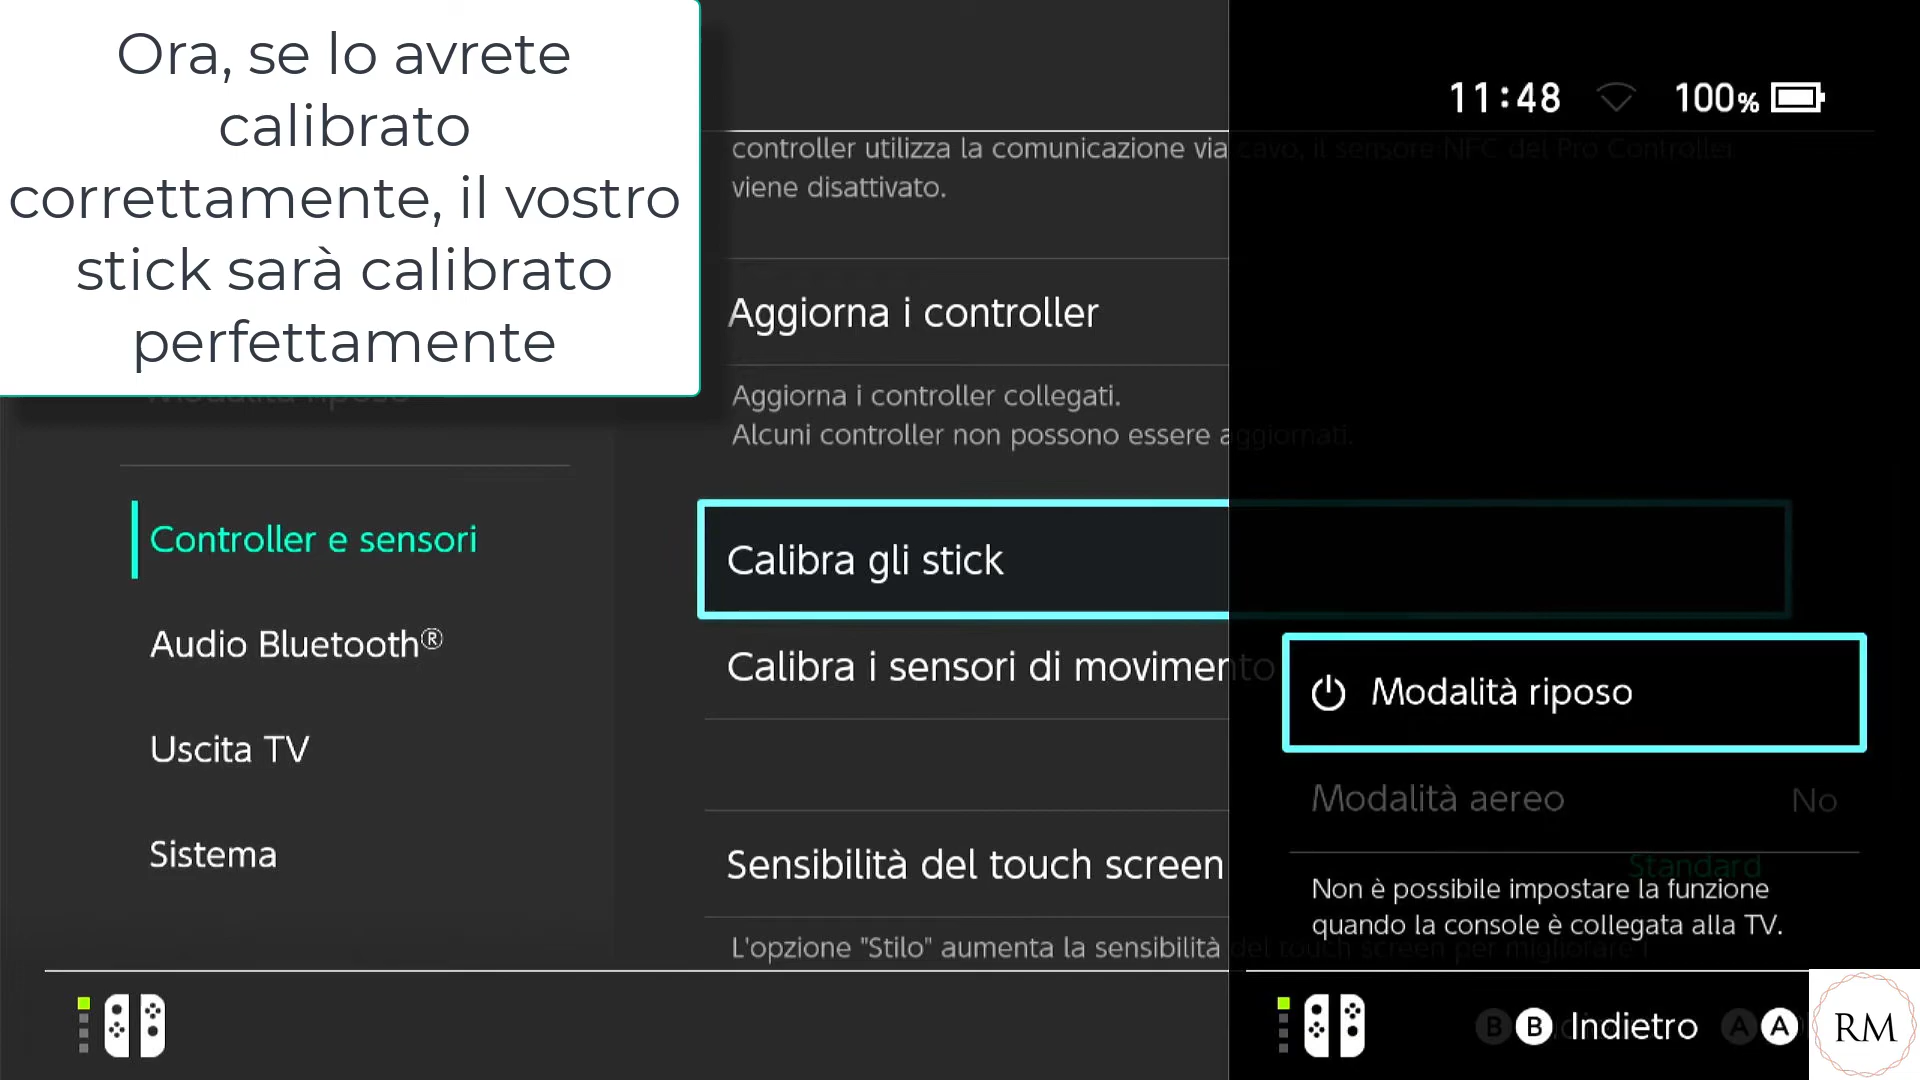 Ora, se lo avrete
calibrato
correttamente, il vostro
stick sarà calibrato
perfettamente
11:48
100%
controller utilizza la comunicazione via cavo, il sensore NFC del Pro Controller
viene disattivato.
Aggiorna i controller
Aggiorna i controller collegati.
Alcuni controller non possono essere aggiornati.
Modalità riposo
Controller e sensori
Audio Bluetooth®
Uscita TV
Sistema
Calibra gli stick
Calibra i sensori di movimento
Sensibilità del touch screen
Standard
L'opzione "Stilo" aumenta la sensibilità del touch screen per migliorare l
Modalità riposo
Modalità aereo No
Non è possibile impostare la funzione
quando la console è collegata alla TV.
B B Indietro A A
RM